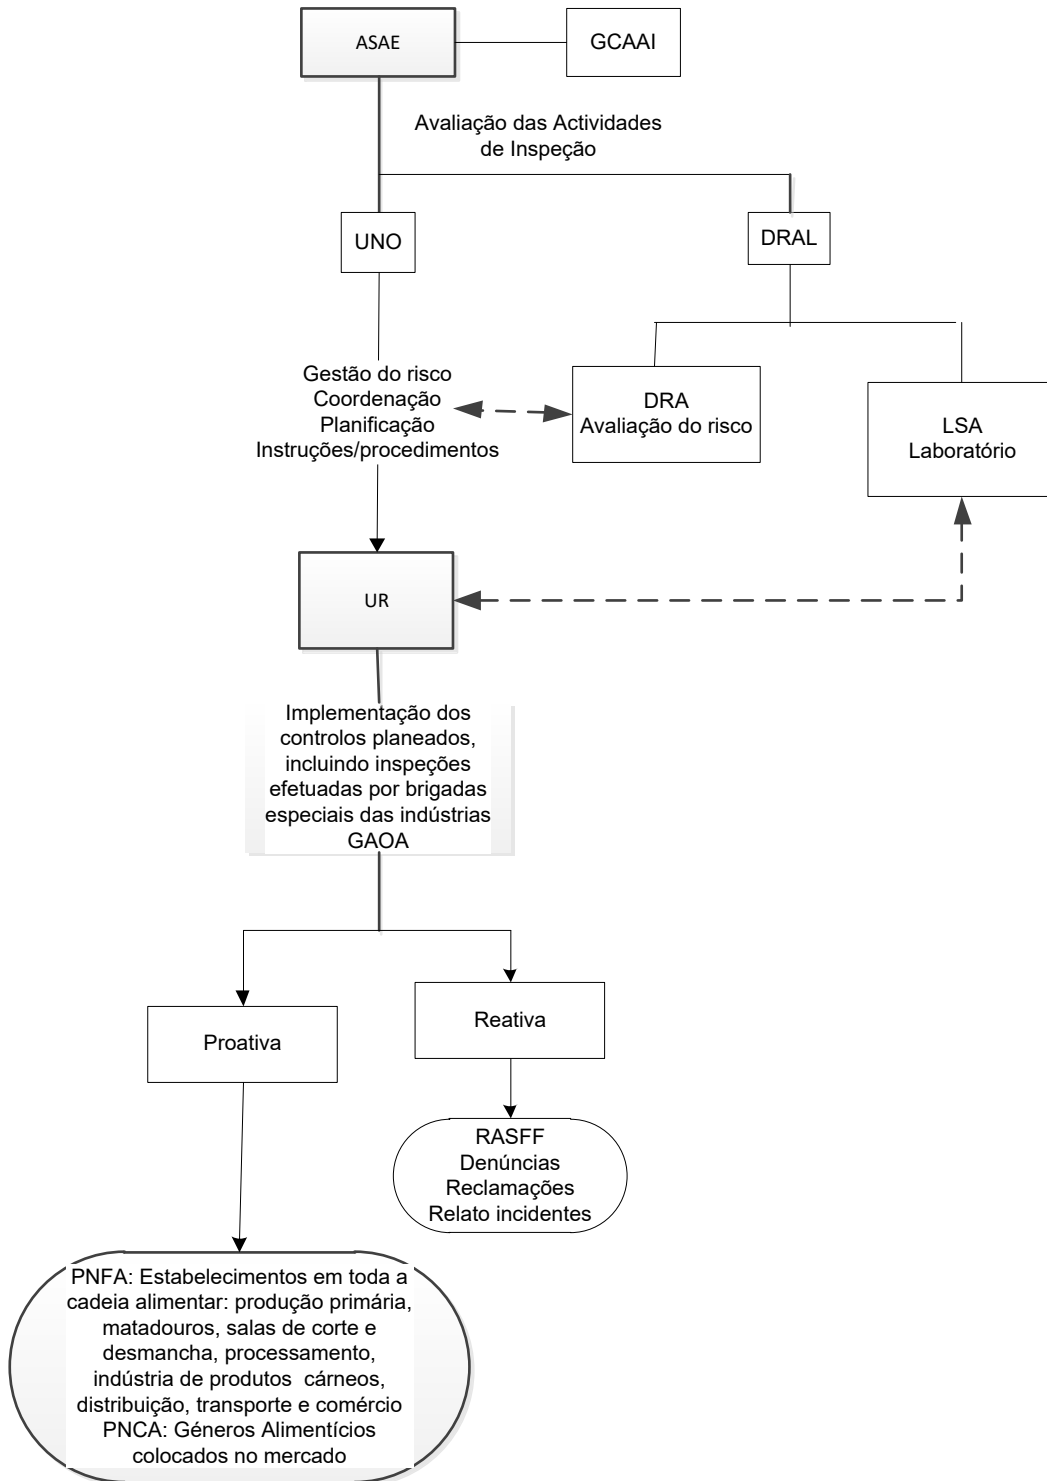 ASAE
GCAAI
Avaliação das Actividades
de Inspeção
UNO
DRAL
Gestão do risco
Coordenação
Planificação
Instruções/procedimentos
DRA
Avaliação do risco
LSA
Laboratório
UR
Implementação dos
controlos planeados,
incluindo inspeções
efetuadas por brigadas
especiais das indústrias
GAOA
Proativa
Reativa
RASFF
Denúncias
Reclamações
Relato incidentes
PNFA: Estabelecimentos em toda a
cadeia alimentar: produção primária,
matadouros, salas de corte e
desmancha, processamento,
indústria de produtos cárneos,
distribuição, transporte e comércio
PNCA: Géneros Alimentícios
colocados no mercado